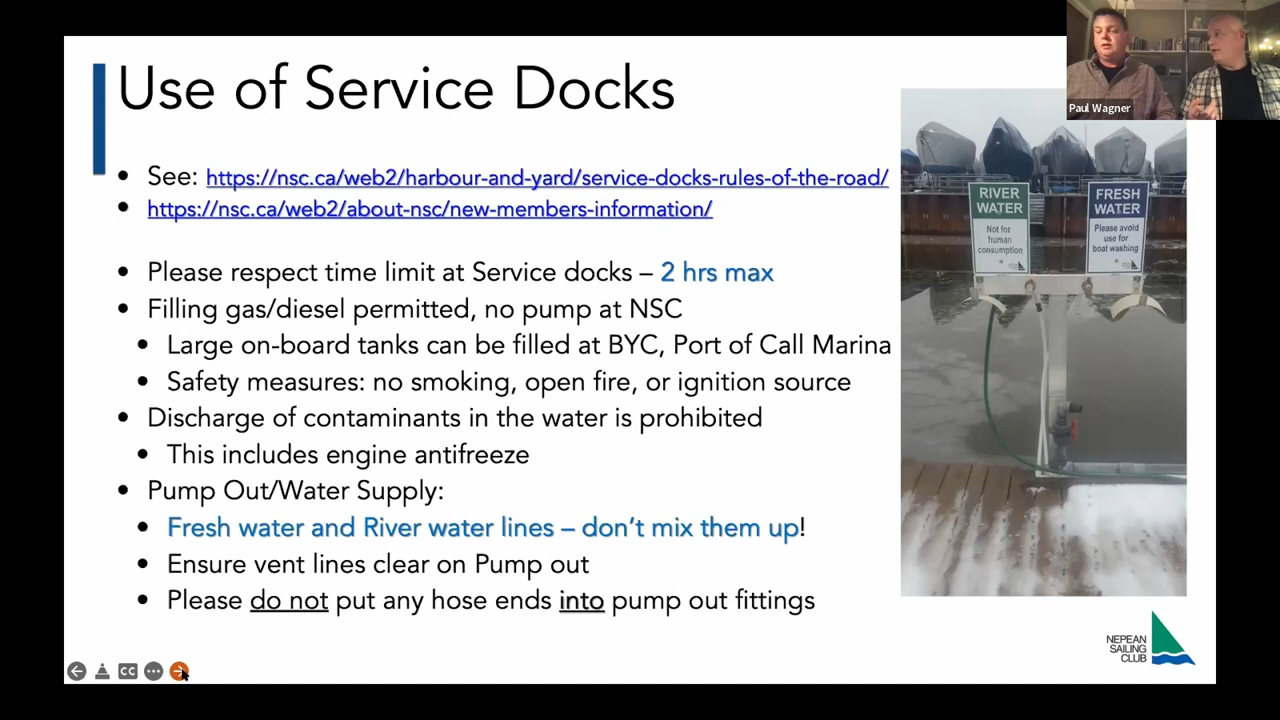 Use of Service Docks
See: https://nsc.ca/web2/harbour-and-yard/service-docks-rules-of-the-road/
https://nsc.ca/web2/about-nsc/new-members-information/
Please respect time limit at Service docks – 2 hrs max
Filling gas/diesel permitted, no pump at NSC
Large on-board tanks can be filled at BYC, Port of Call Marina
Safety measures: no smoking, open fire, or ignition source
Discharge of contaminants in the water is prohibited
This includes engine antifreeze
Pump Out/Water Supply:
Fresh water and River water lines – don't mix them up!
Ensure vent lines clear on Pump out
Please do not put any hose ends into pump out fittings
Paul Wagner
RIVER
WATER
Not for
human
consumption
FRESH
WATER
Please avoid
use for
boat washing
NEPEAN
SAILING
CLUB
CC